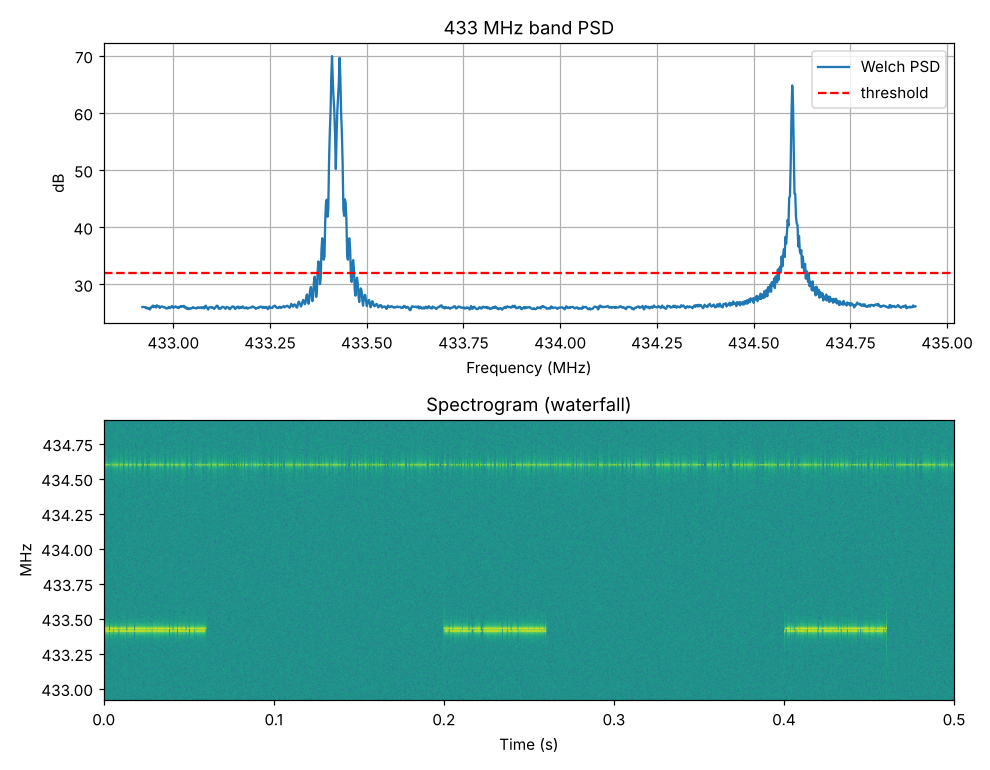 433 MHz band PSD
70
60
50
40
30
dB
Welch PSD
threshold
433.00 433.25 433.50 433.75 434.00 434.25 434.50 434.75 435.00
Frequency (MHz)
Spectrogram (waterfall)
434.75
434.50
434.25
434.00
433.75
433.50
433.25
433.00
MHz
0.0 0.1 0.2 0.3 0.4 0.5
Time (s)